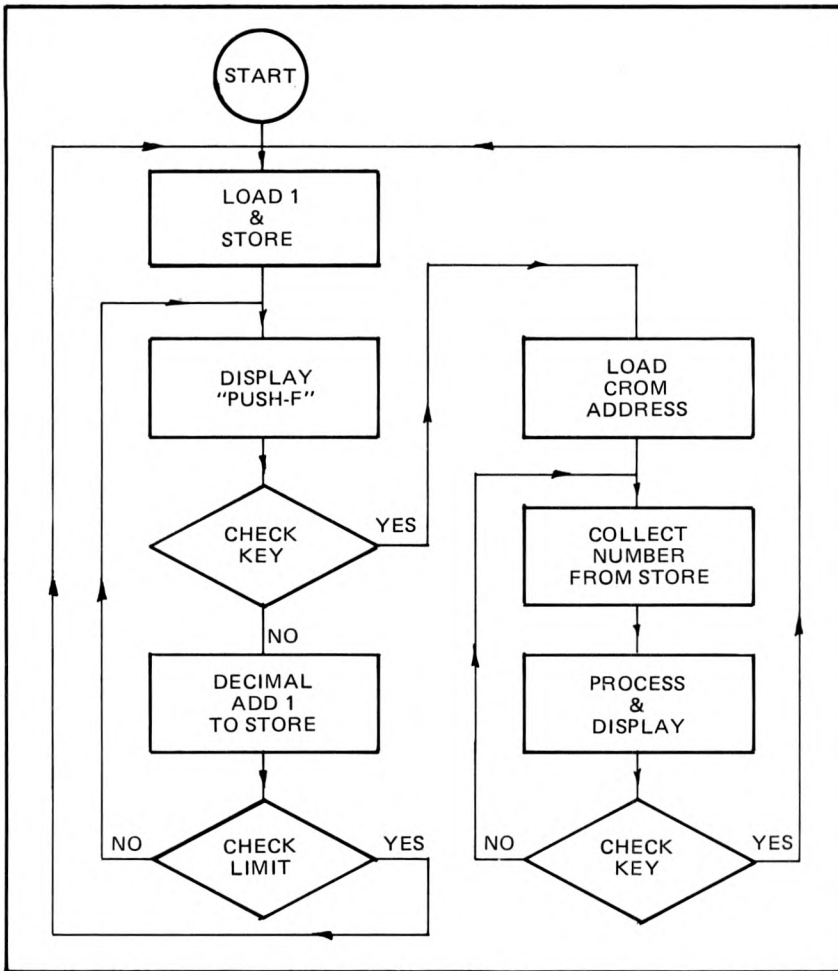 START
LOAD 1
&
STORE
DISPLAY
"PUSH-F"
CHECK
KEY
YES
NO
DECIMAL
ADD 1
TO STORE
NO
CHECK
LIMIT
YES
LOAD
CROM
ADDRESS
COLLECT
NUMBER
FROM STORE
PROCESS
&
DISPLAY
NO
CHECK
KEY
YES